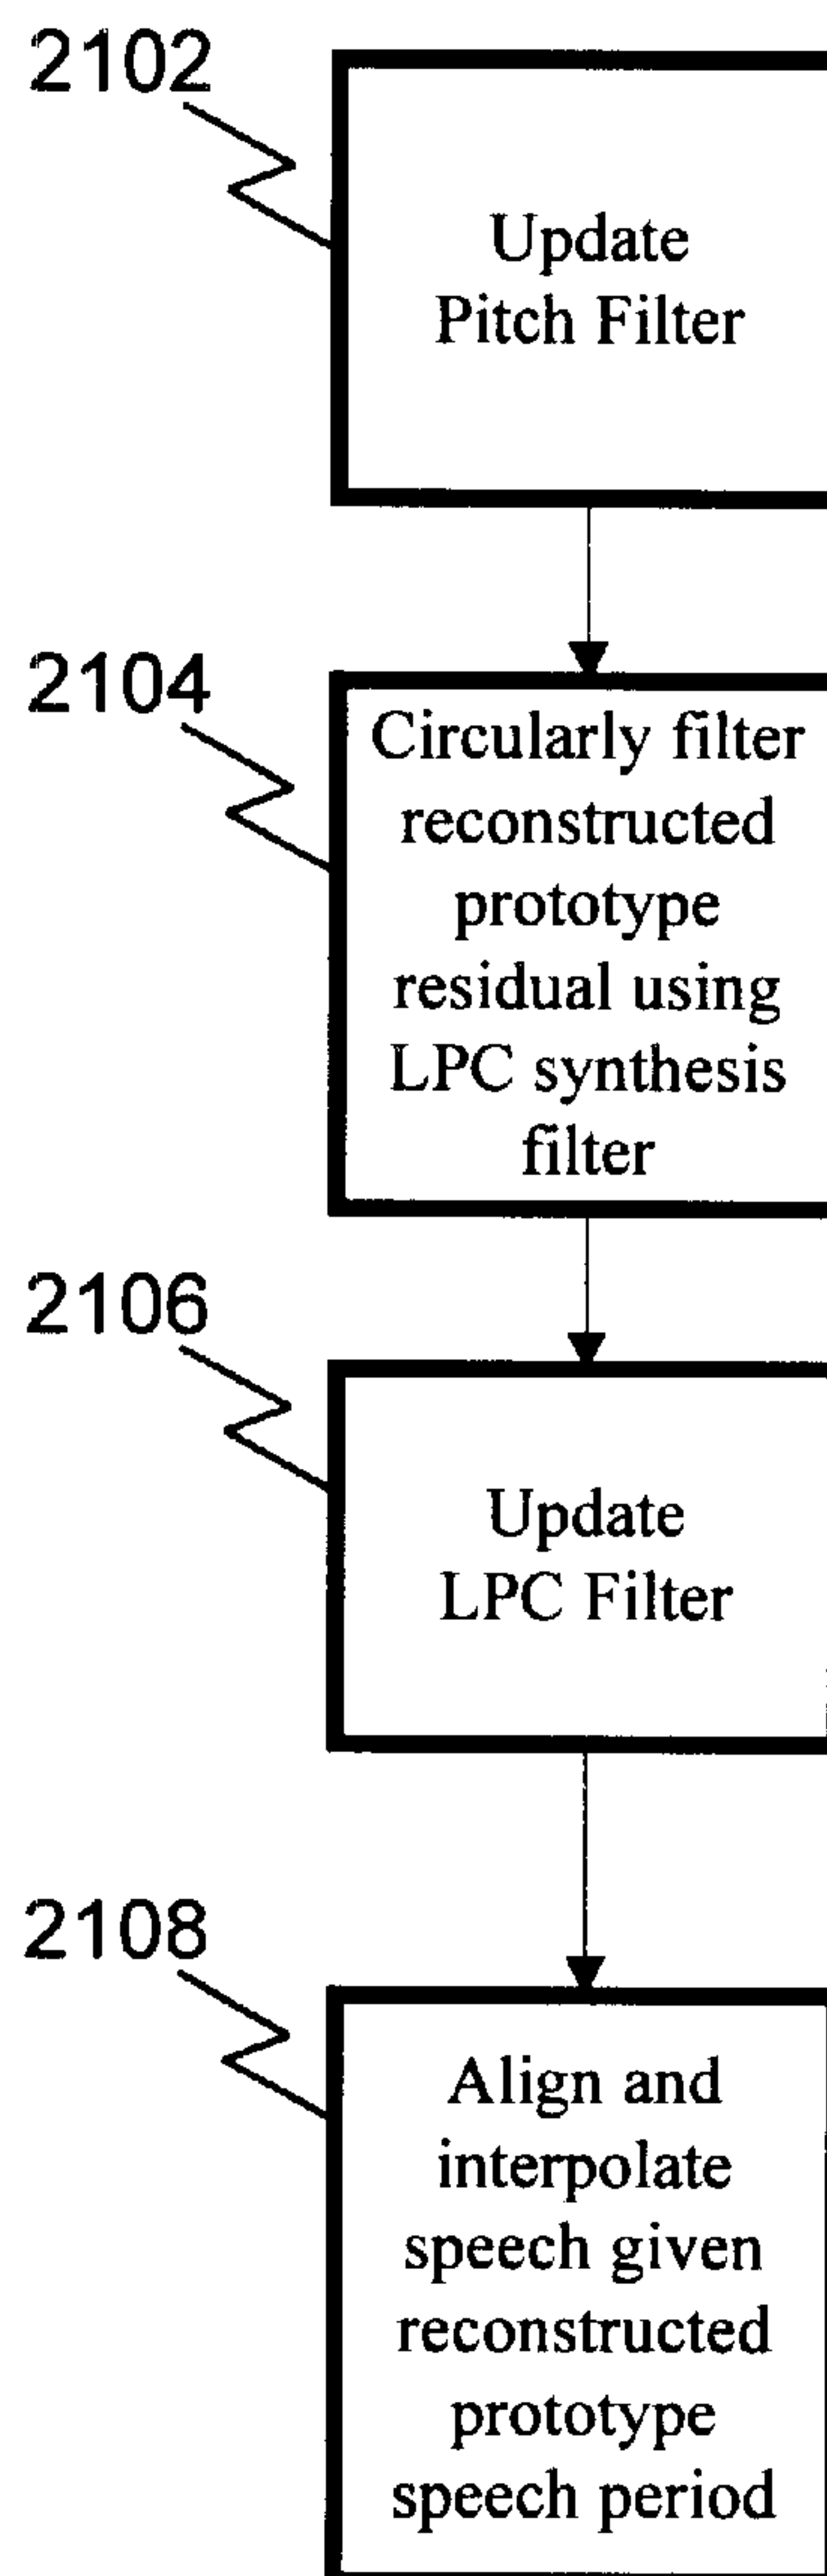 2102
Update
Pitch Filter
2104
Circularly filter
reconstructed
prototype
residual using
LPC synthesis
filter
2106
Update
LPC Filter
2108
Align and
interpolate
speech given
reconstructed
prototype
speech period